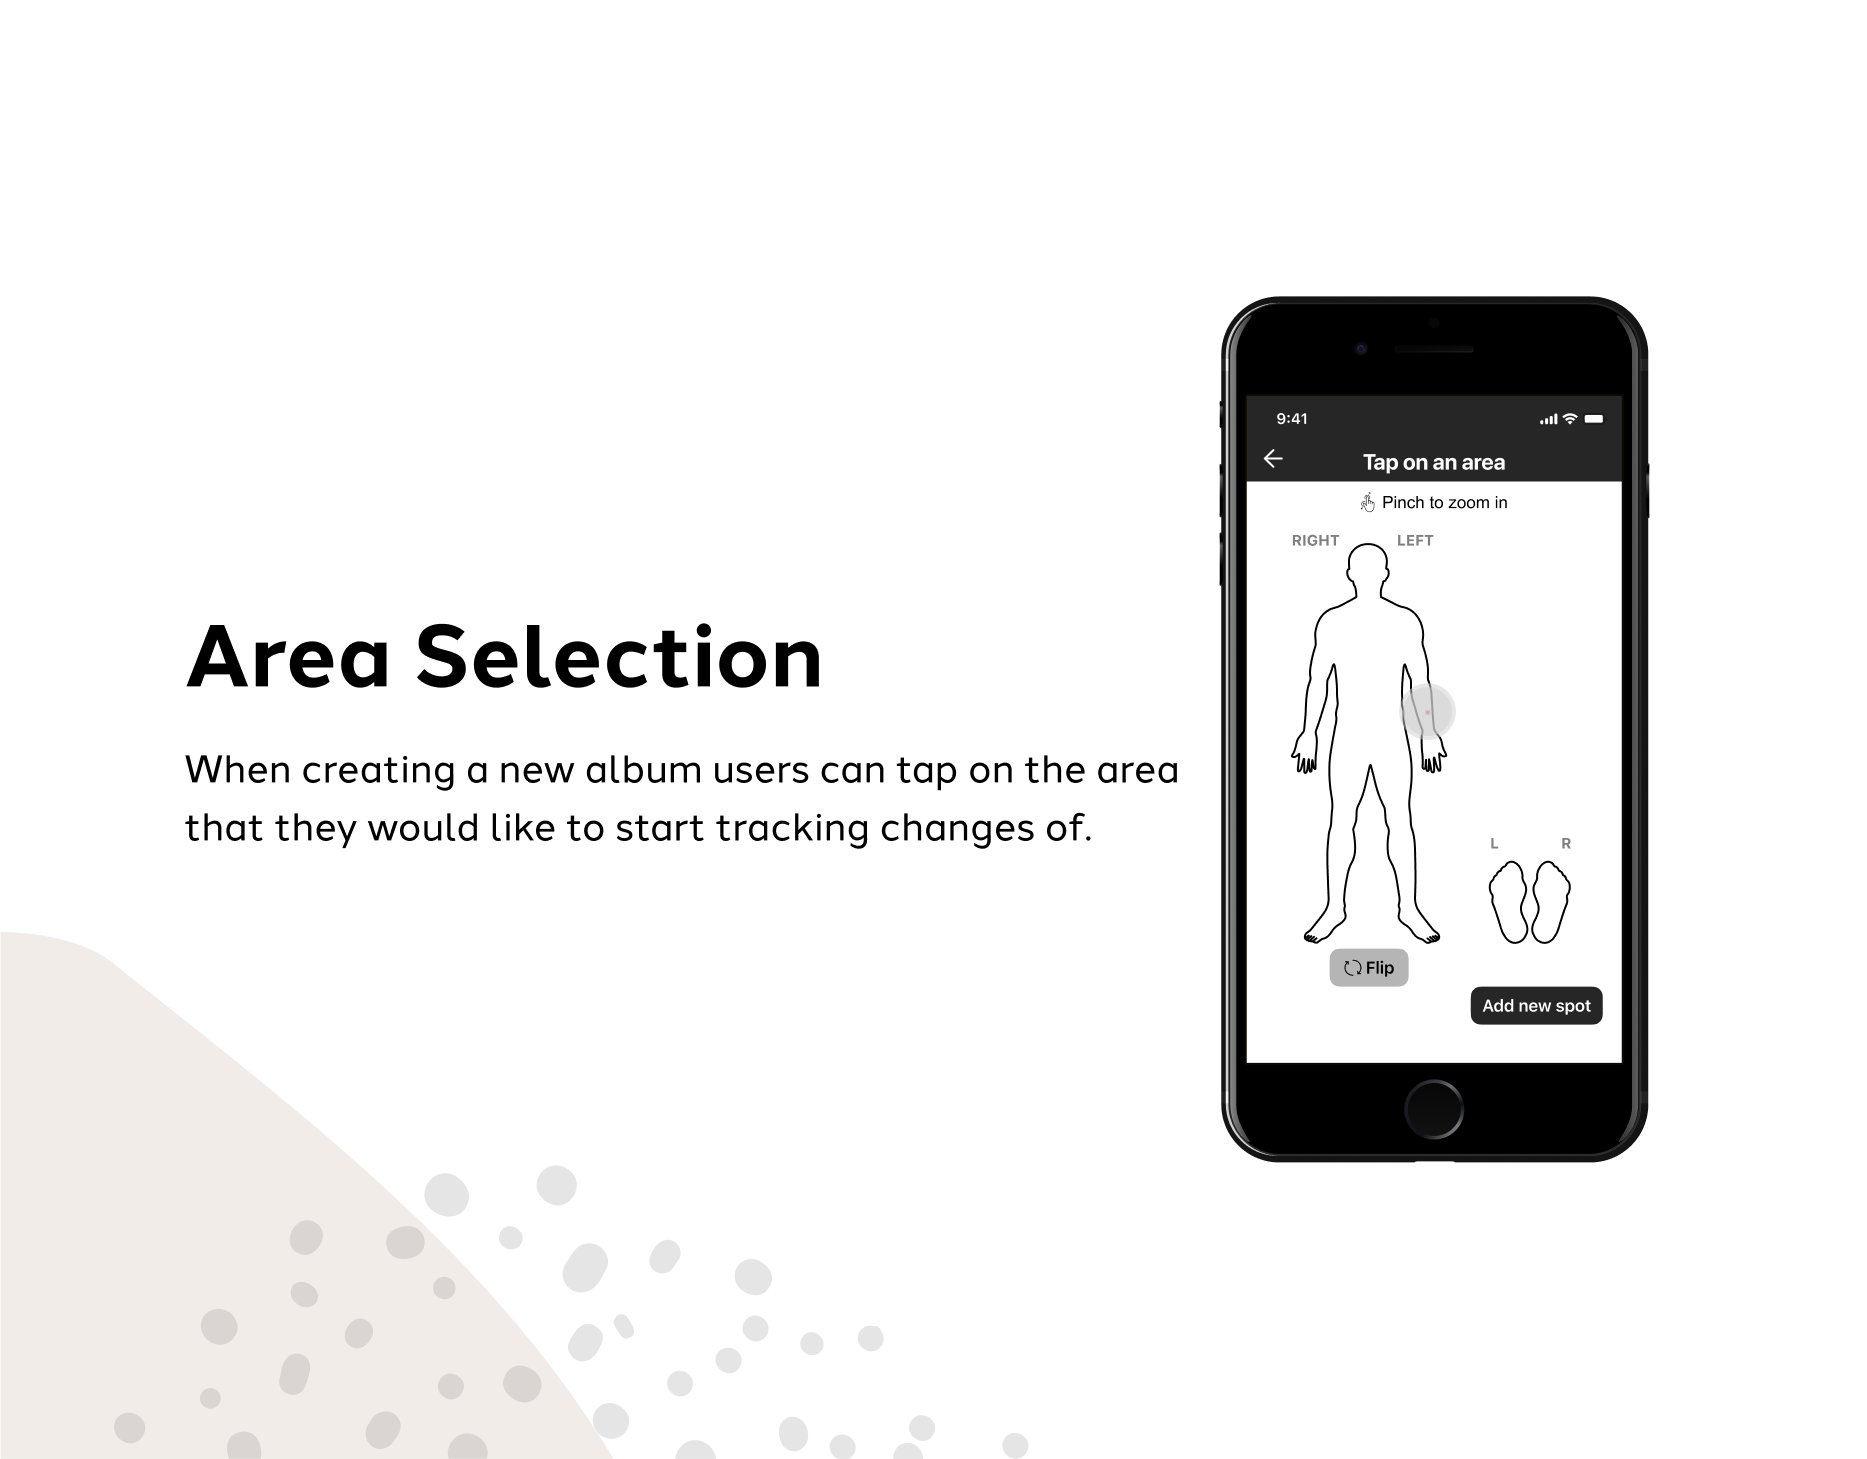 Area Selection
When creating a new album users can tap on the area
that they would like to start tracking changes of.
9:41
Tap on an area
Pinch to zoom in
RIGHT LEFT
L R
Flip
Add new spot